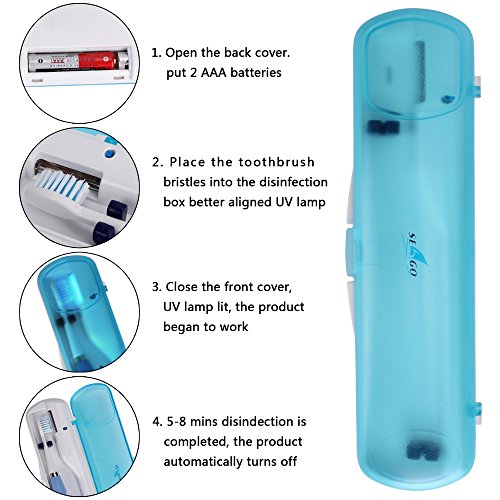 1. Open the back cover.
put 2 AAA batteries
2. Place the toothbrush
bristles into the disinfection
box better aligned UV lamp
3. Close the front cover,
UV lamp lit, the product
began to work
4. 5-8 mins disindection is
completed, the product
automatically turns off
SEAGO